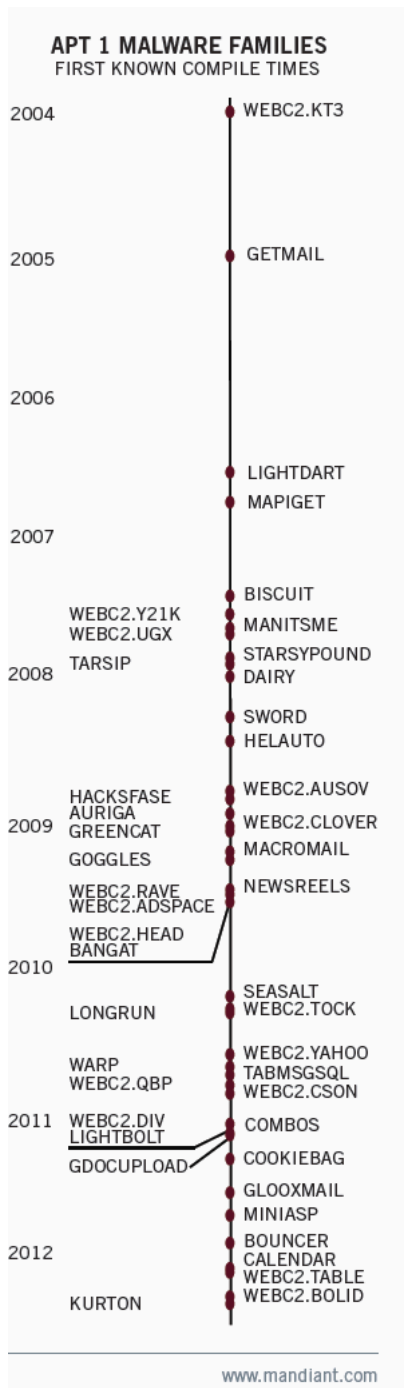 APT 1 MALWARE FAMILIES
FIRST KNOWN COMPILE TIMES
2004
WEBC2.KT3
2005
GETMAIL
2006
LIGHTDART
MAPIGET
2007
BISCUIT
WEBC2.Y21K
MANITSME
WEBC2.UGX
STARSYPOUND
TARSIP
2008
DAIRY
SWORD
HELAUTO
WEBC2.AUSOV
HACKSFASE
AURIGA
2009
WEBC2.CLOVER
GREENCAT
MACROMAIL
GOGGLES
NEWSREELS
WEBC2.RAVE
WEBC2.ADSPACE
WEBC2.HEAD
BANGAT
2010
SEASALT
WEBC2.TOCK
LONGRUN
WEBC2.YAHOO
WARP
TABMSGSQL
WEBC2.QBP
WEBC2.CSON
2011
WEBC2.DIV
COMBOS
LIGHTBOLT
COOKIEBAG
GDOCUPLOAD
GLOOXMAIL
MINIASP
BOUNCER
2012
CALENDAR
WEBC2.TABLE
WEBC2.BOLID
KURTON
www.mandiant.com